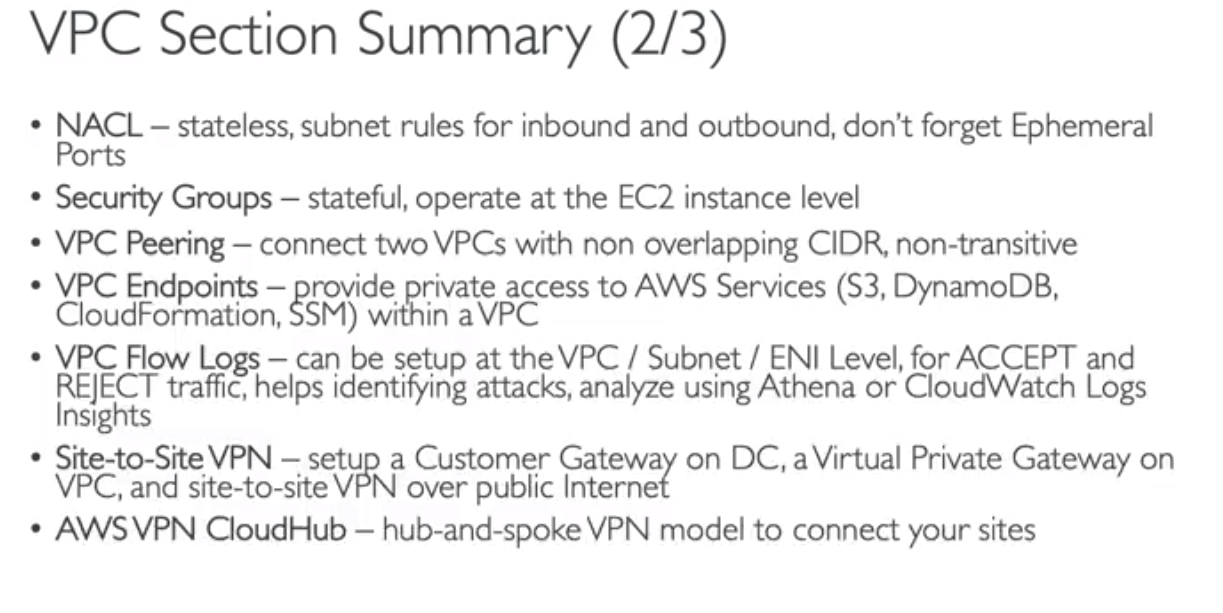 VPC Section Summary (2/3)
• NACL – stateless, subnet rules for inbound and outbound, don't forget Ephemeral
Ports
• Security Groups – stateful, operate at the EC2 instance level
• VPC Peering – connect two VPCs with non overlapping CIDR, non-transitive
• VPC Endpoints – provide private access to AWS Services (S3, DynamoDB,
CloudFormation, SSM) within a VPC
• VPC Flow Logs – can be setup at the VPC / Subnet / ENI Level, for ACCEPT and
REJECT traffic, helps identifying attacks, analyze using Athena or CloudWatch Logs
Insights
• Site-to-Site VPN – setup a Customer Gateway on DC, a Virtual Private Gateway on
VPC, and site-to-site VPN over public Internet
• AWS VPN CloudHub – hub-and-spoke VPN model to connect your sites